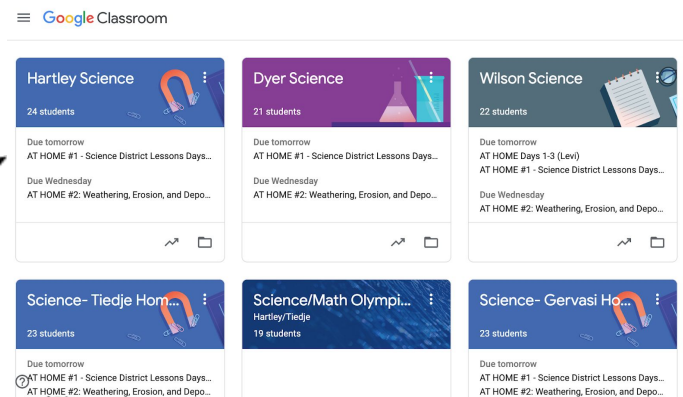 Google Classroom
Hartley Science
24 students
Due tomorrow
AT HOME #1 - Science District Lessons Days...
Due Wednesday
AT HOME #2: Weathering, Erosion, and Depo...
Dyer Science
21 students
Due tomorrow
AT HOME #1 - Science District Lessons Days...
Due Wednesday
AT HOME #2: Weathering, Erosion, and Depo...
Wilson Science
22 students
Due tomorrow
AT HOME Days 1-3 (Levi)
AT HOME #1 - Science District Lessons Days...
Due Wednesday
AT HOME #2: Weathering, Erosion, and Depo...
Science- Tiedje Hom...
23 students
Due tomorrow
AT HOME #1 - Science District Lessons Days...
AT HOME #2: Weathering, Erosion, and Depo...
Science/Math Olympi...
Hartley/Tiedje
19 students
Science- Gervasi Ho...
23 students
Due tomorrow
AT HOME #1 - Science District Lessons Days...
AT HOME #2: Weathering, Erosion, and Depo...